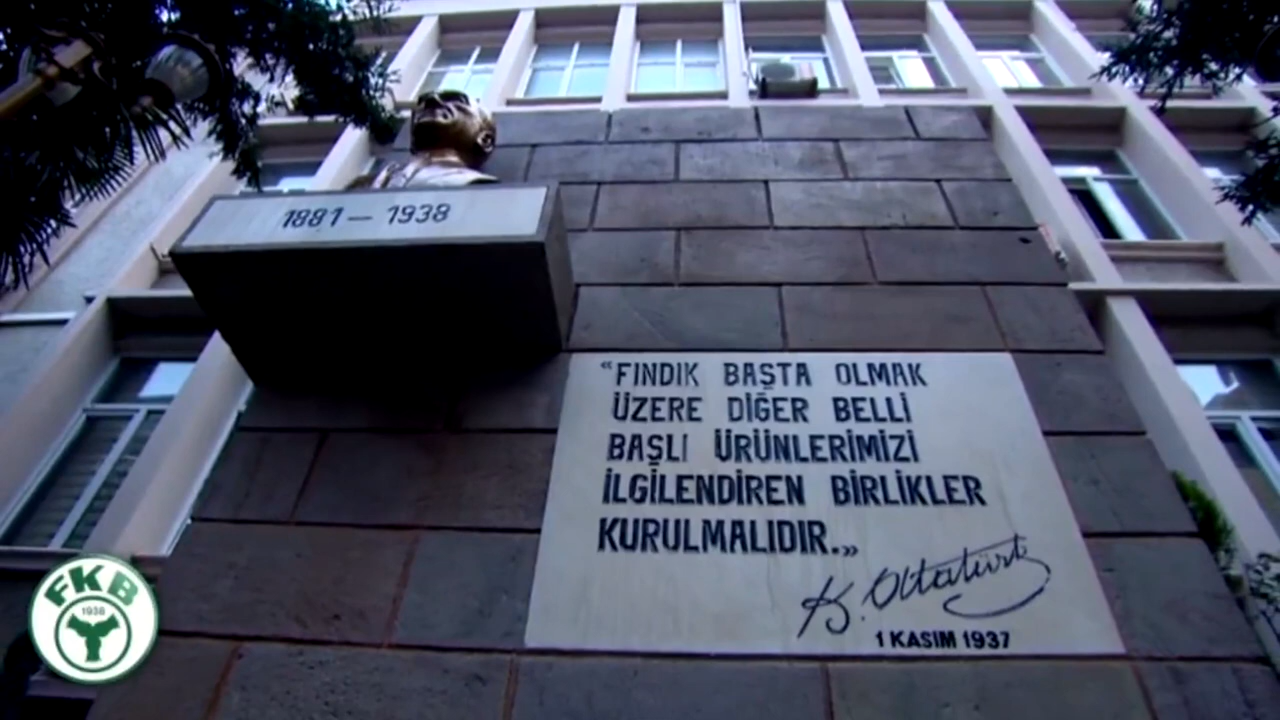 1881 — 1938
“FINDIK BAŞTA OLMAK
ÜZERE DİĞER BELLİ
BAŞLI ÜRÜNLERİMİZİ
İLGİLENDİREN BİRLİKLER
KURULMALIDIR.„
K. Atatürk
1 KASIM 1937
FKB
1938